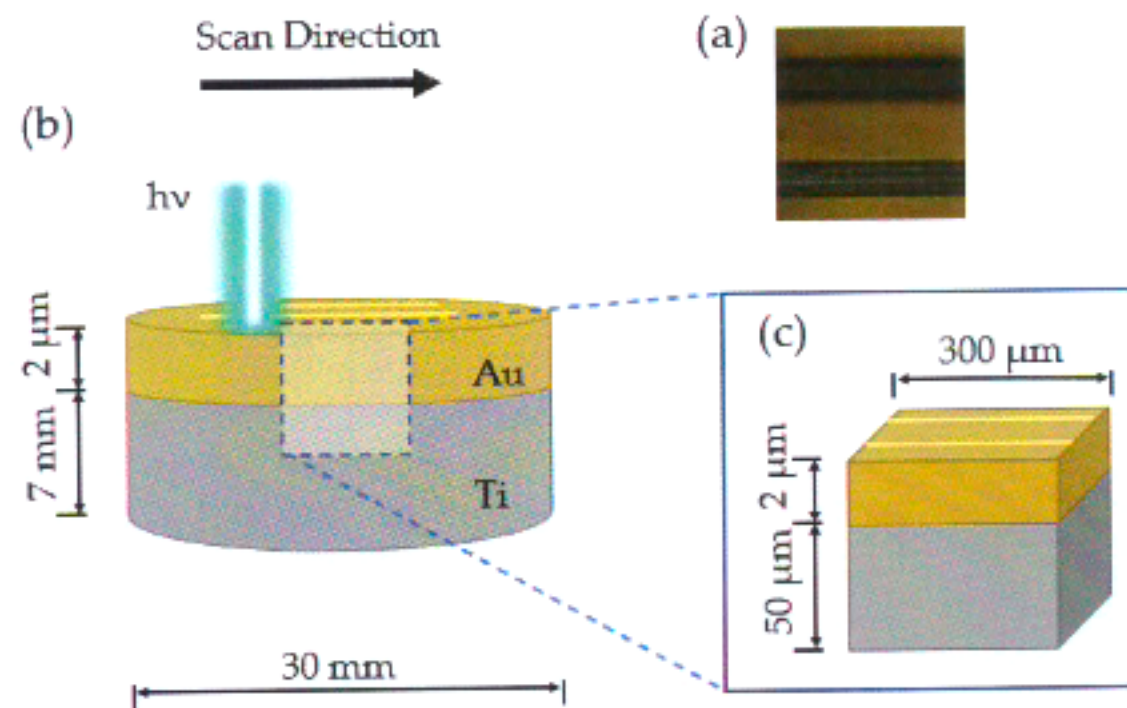 Scan Direction
(a)
(b)
hν
2 μm
Au
7 mm
Ti
30 mm
(c)
300 μm
2 μm
50 μm